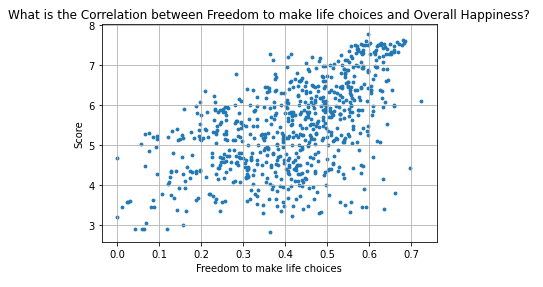 What is the Correlation between Freedom to make life choices and Overall Happiness?
8
7
6
5
4
3
Score
0.0 0.1 0.2 0.3 0.4 0.5 0.6 0.7
Freedom to make life choices